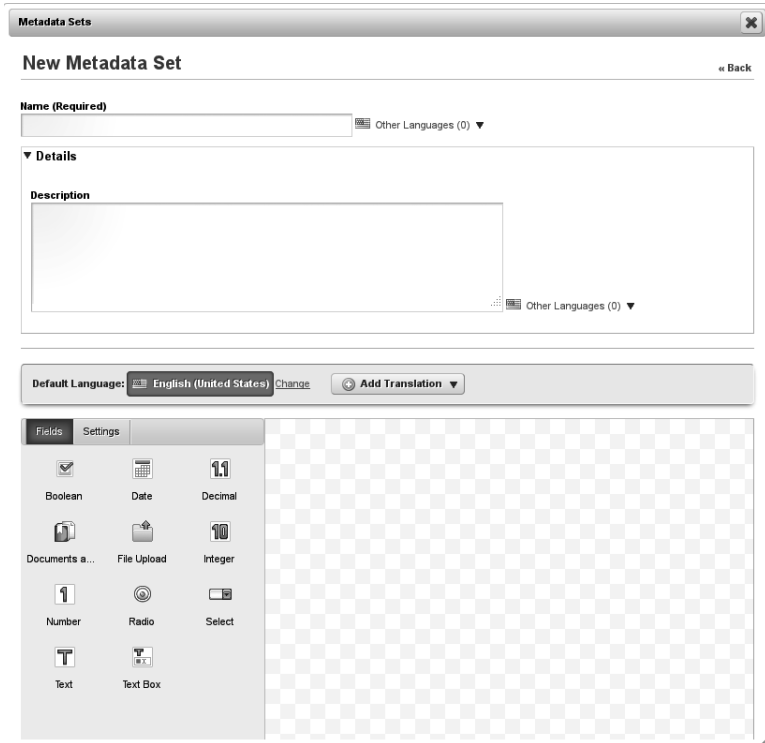 Metadata Sets
New Metadata Set
« Back
Name (Required)
Other Languages (0) ▼
▼ Details
Description
Other Languages (0) ▼
Default Language: English (United States) Change Add Translation ▼
Fields Settings
Boolean Date Decimal
Documents a... File Upload Integer
Number Radio Select
Text Text Box